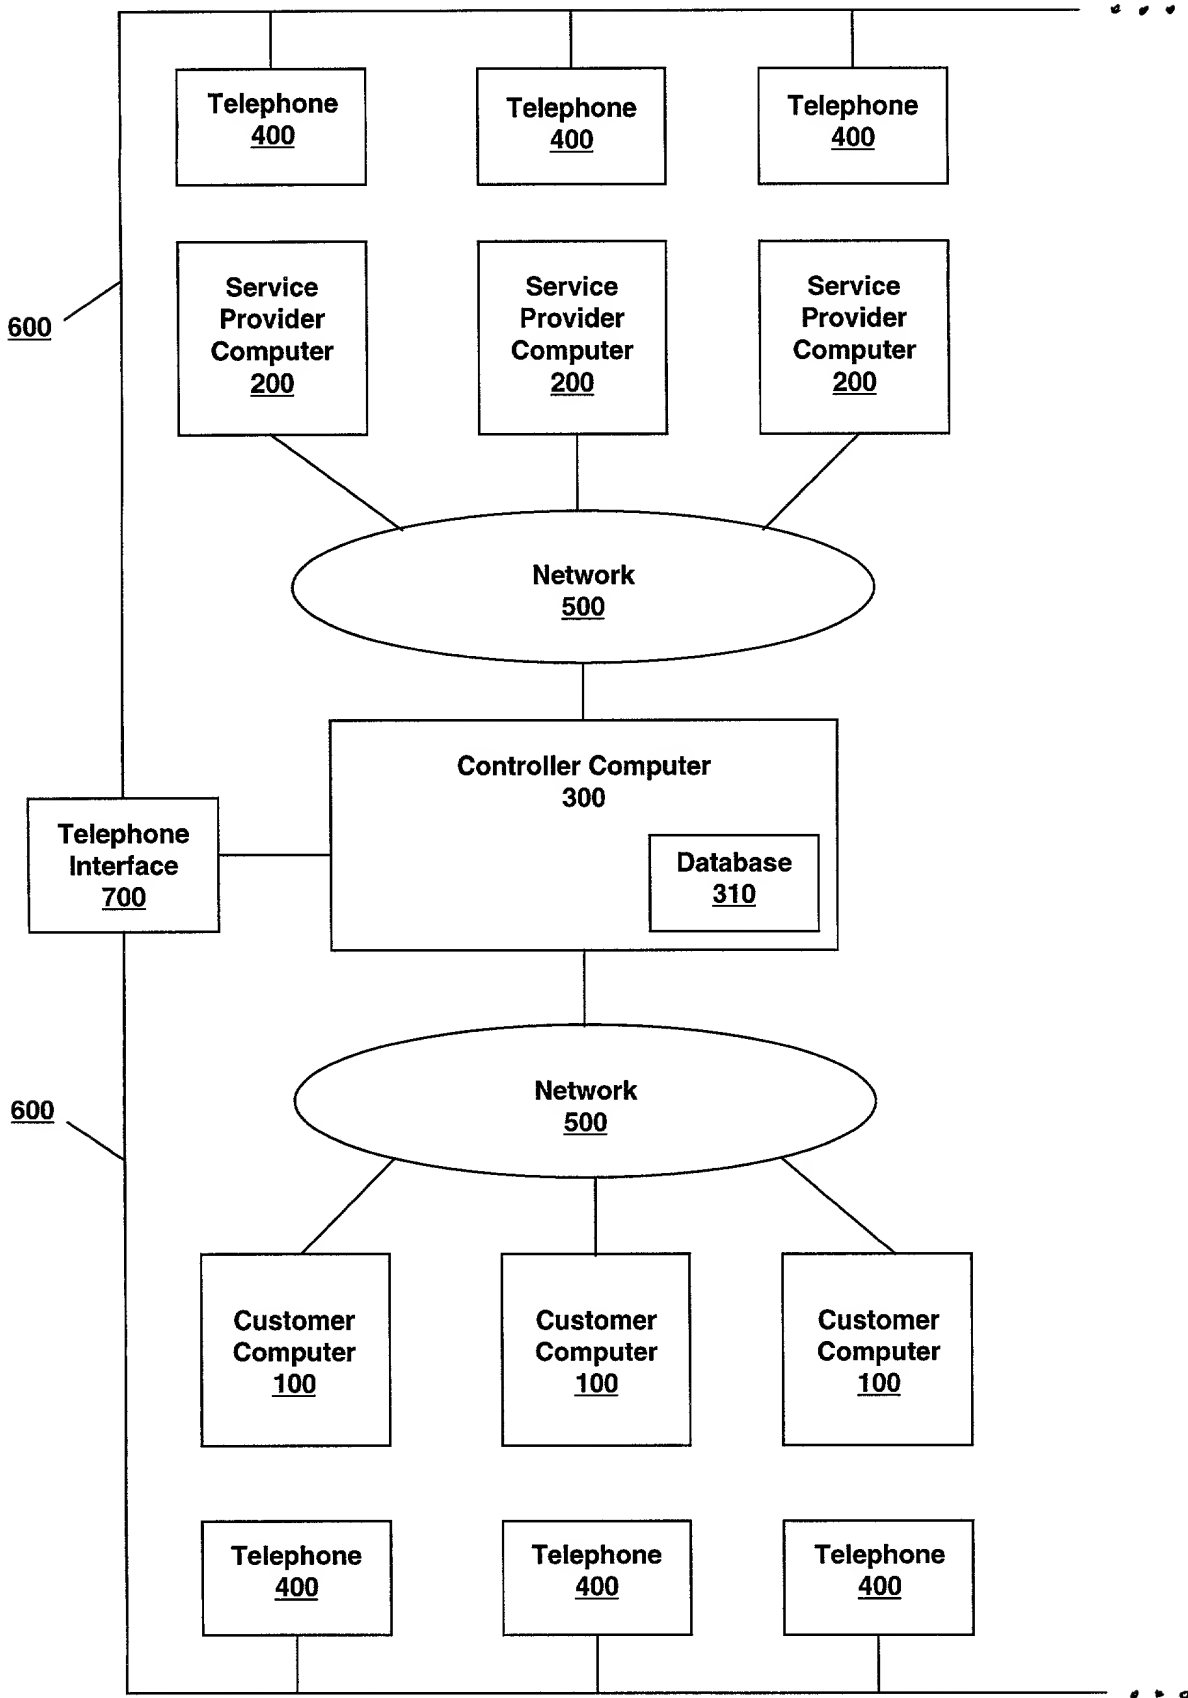 Telephone
400
Telephone
400
Telephone
400
Service
Provider
Computer
200
Service
Provider
Computer
200
Service
Provider
Computer
200
600
Network
500
Controller Computer
300
Telephone
Interface
700
Database
310
Network
500
600
Customer
Computer
100
Customer
Computer
100
Customer
Computer
100
Telephone
400
Telephone
400
Telephone
400